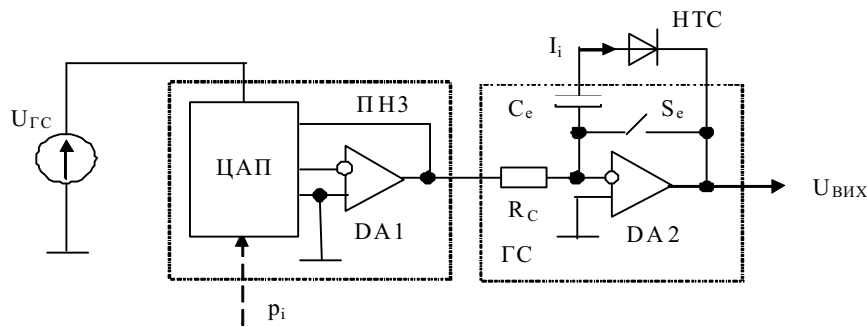 НТС
I i
ПНЗ
C e
S e
U ГС
ЦАП
R C
U ВИХ
DA1
DA2
ГС
p i